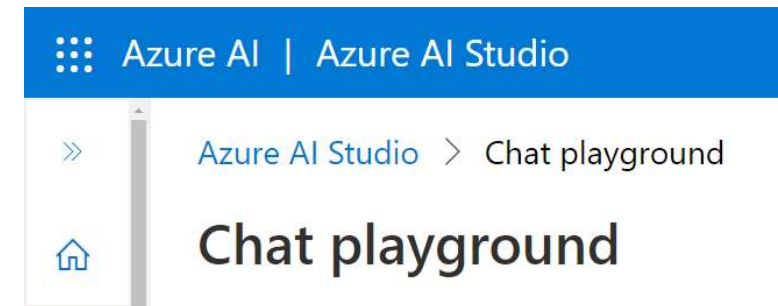 Azure AI | Azure AI Studio
Azure AI Studio > Chat playground
Chat playground